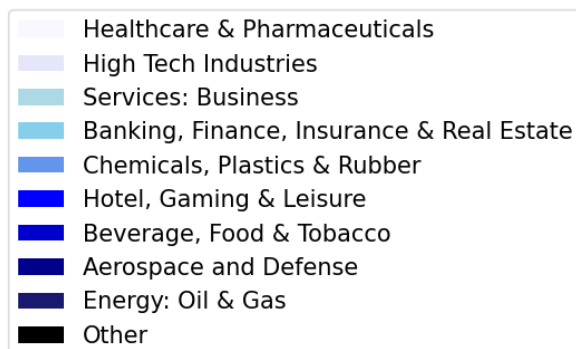 Healthcare & Pharmaceuticals
High Tech Industries
Services: Business
Banking, Finance, Insurance & Real Estate
Chemicals, Plastics & Rubber
Hotel, Gaming & Leisure
Beverage, Food & Tobacco
Aerospace and Defense
Energy: Oil & Gas
Other